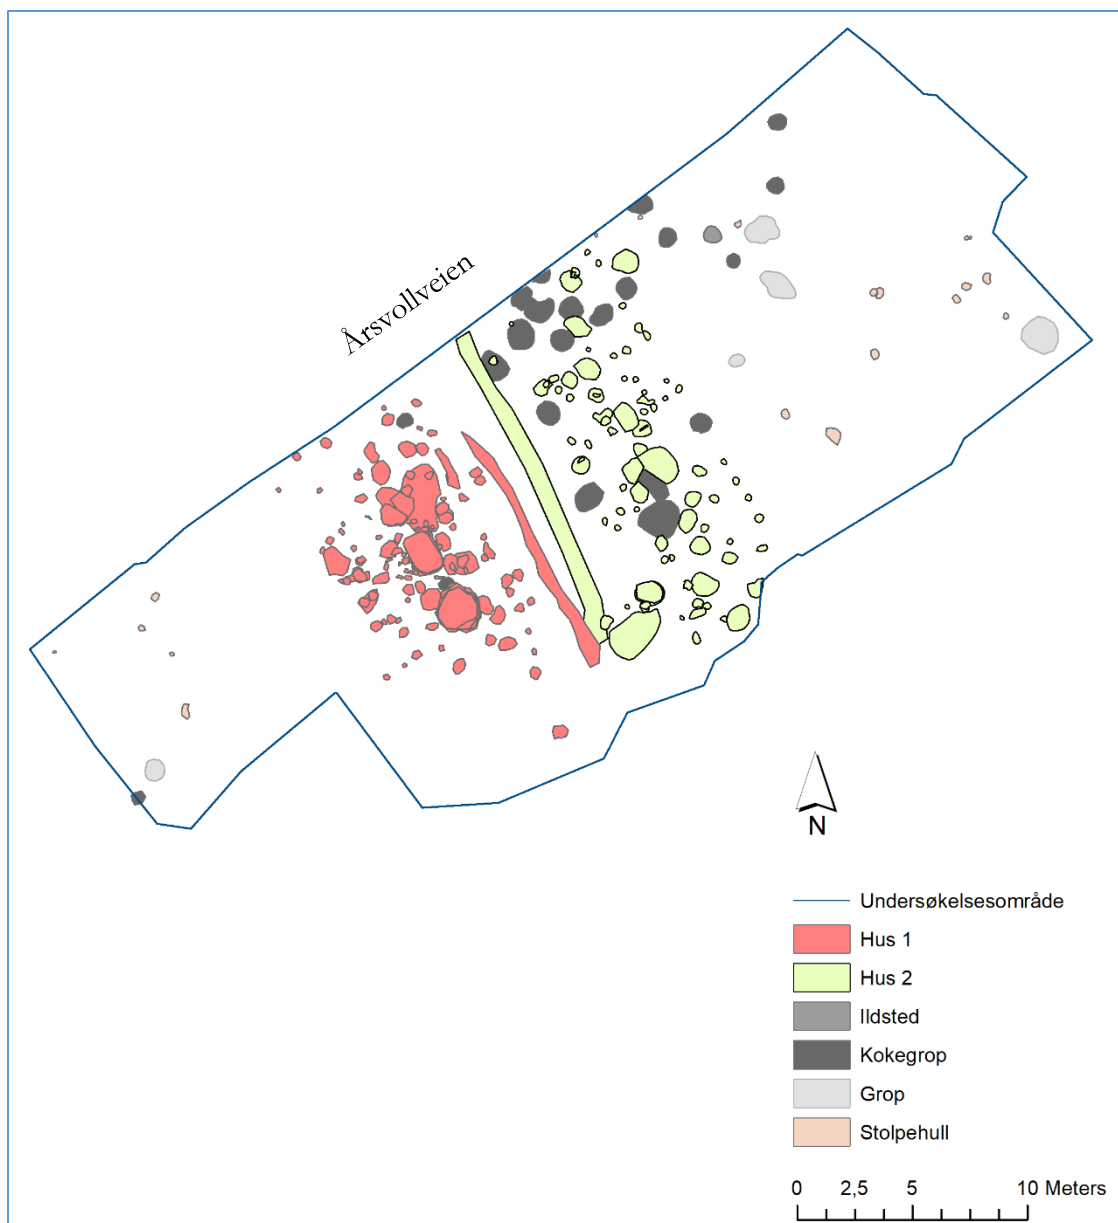 Årsvollveien
N
Undersøkelsesområde
Hus 1
Hus 2
Ildsted
Kokegrop
Grop
Stolpehull
0 2,5 5 10 Meters